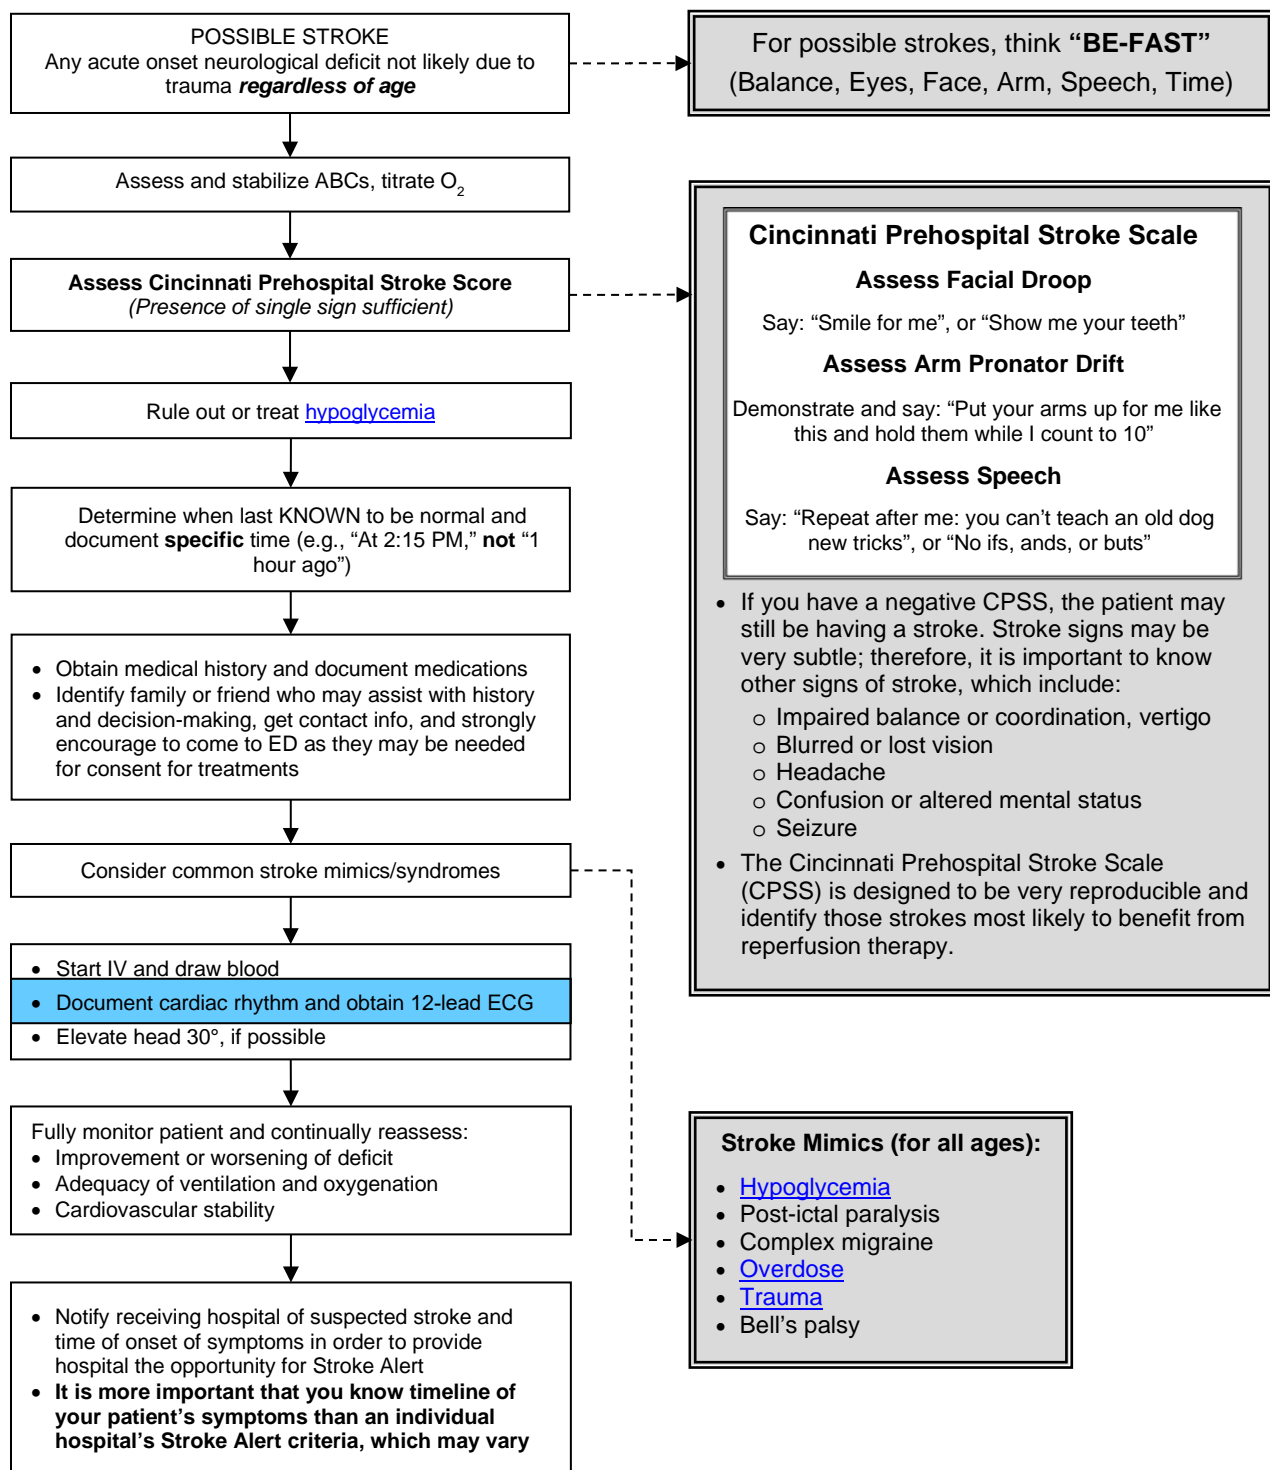 POSSIBLE STROKE
Any acute onset neurological deficit not likely due to
trauma regardless of age
For possible strokes, think “BE-FAST”
(Balance, Eyes, Face, Arm, Speech, Time)
Assess and stabilize ABCs, titrate O2
Assess Cincinnati Prehospital Stroke Score
(Presence of single sign sufficient)
Rule out or treat hypoglycemia
Determine when last KNOWN to be normal and
document specific time (e.g., “At 2:15 PM,” not “1
hour ago”)
• Obtain medical history and document medications
• Identify family or friend who may assist with history
and decision-making, get contact info, and strongly
encourage to come to ED as they may be needed
for consent for treatments
Consider common stroke mimics/syndromes
• Start IV and draw blood
• Document cardiac rhythm and obtain 12-lead ECG
• Elevate head 30°, if possible
Fully monitor patient and continually reassess:
• Improvement or worsening of deficit
• Adequacy of ventilation and oxygenation
• Cardiovascular stability
• Notify receiving hospital of suspected stroke and
time of onset of symptoms in order to provide
hospital the opportunity for Stroke Alert
• It is more important that you know timeline of
your patient’s symptoms than an individual
hospital’s Stroke Alert criteria, which may vary
Cincinnati Prehospital Stroke Scale
Assess Facial Droop
Say: “Smile for me”, or “Show me your teeth”
Assess Arm Pronator Drift
Demonstrate and say: “Put your arms up for me like
this and hold them while I count to 10”
Assess Speech
Say: “Repeat after me: you can’t teach an old dog
new tricks”, or “No ifs, ands, or buts”
• If you have a negative CPSS, the patient may
still be having a stroke. Stroke signs may be
very subtle; therefore, it is important to know
other signs of stroke, which include:
o Impaired balance or coordination, vertigo
o Blurred or lost vision
o Headache
o Confusion or altered mental status
o Seizure
• The Cincinnati Prehospital Stroke Scale
(CPSS) is designed to be very reproducible and
identify those strokes most likely to benefit from
reperfusion therapy.
Stroke Mimics (for all ages):
• Hypoglycemia
• Post-ictal paralysis
• Complex migraine
• Overdose
• Trauma
• Bell’s palsy